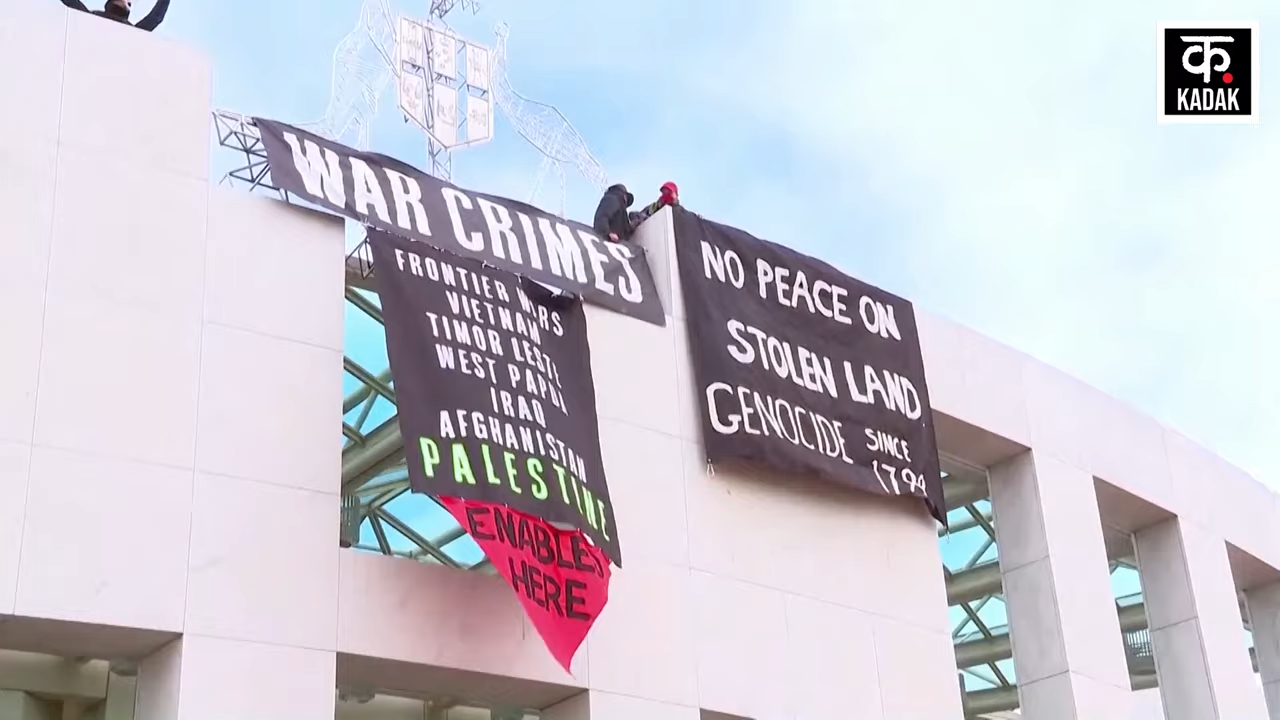 क.
KADAK
WAR CRIMES
FRONTIER WARS
VIETNAM
TIMOR LESTE
WEST PAPUA
IRAQ
AFGHANISTAN
PALESTINE
ENABLED
HERE
NO PEACE ON
STOLEN LAND
GENOCIDE SINCE